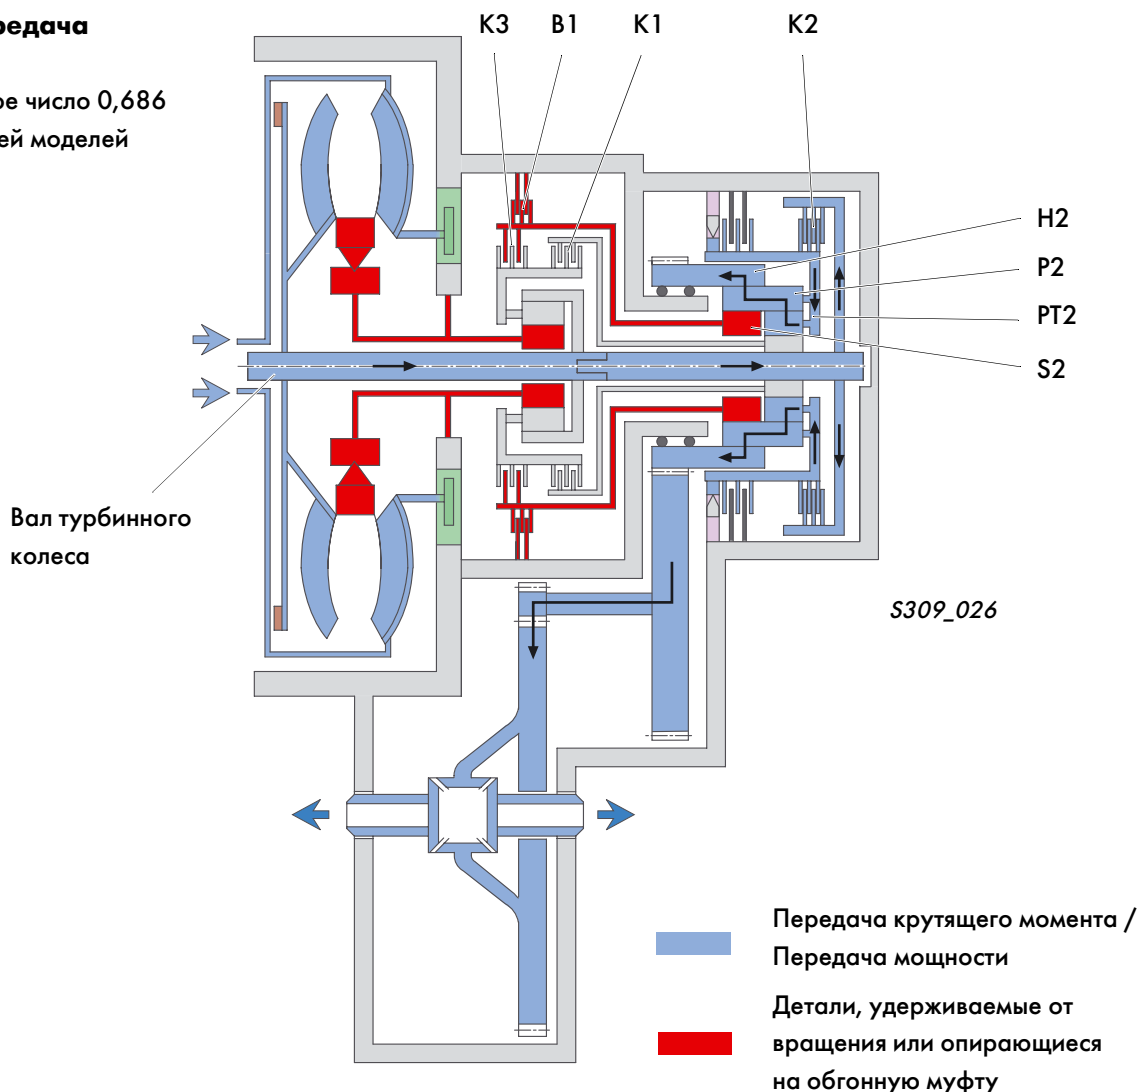 редача
K3 B1 K1 K2
ое число 0,686
ей моделей
H2
P2
PT2
S2
Вал турбинного
колеса
S309_026
Передача крутящего момента /
Передача мощности
Детали, удерживаемые от
вращения или опирающиеся
на обгонную муфту